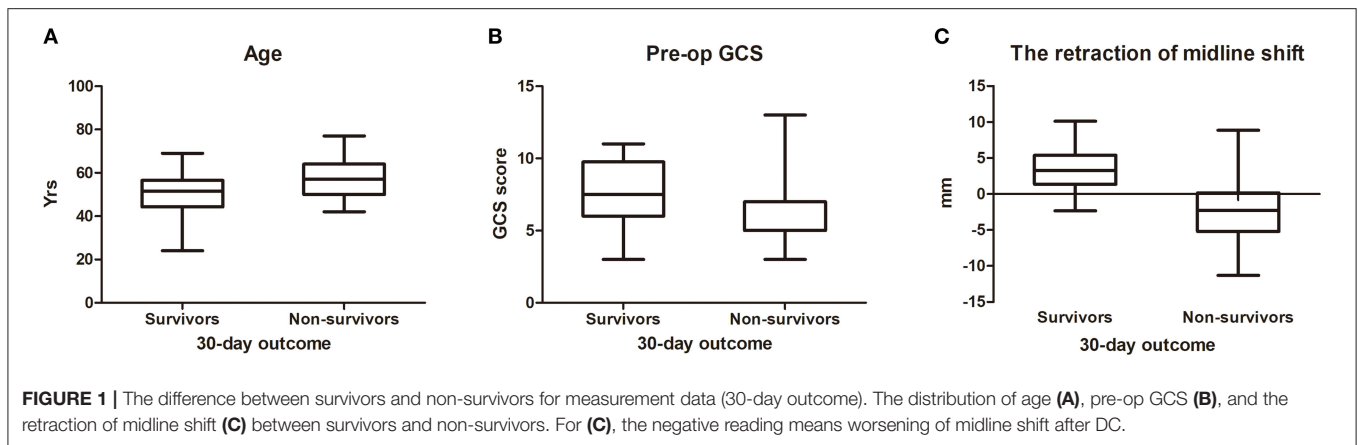 A
Age
100
80
60
40
20
0
Yrs
Survivors Non-survivors
30-day outcome
B
Pre-op GCS
15
10
5
0
GCS score
Survivors Non-survivors
30-day outcome
C
The retraction of midline shift
15
10
5
0
-5
-10
-15
mm
Survivors Non-survivors
30-day outcome
FIGURE 1 | The difference between survivors and non-survivors for measurement data (30-day outcome). The distribution of age (A), pre-op GCS (B), and the
retraction of midline shift (C) between survivors and non-survivors. For (C), the negative reading means worsening of midline shift after DC.